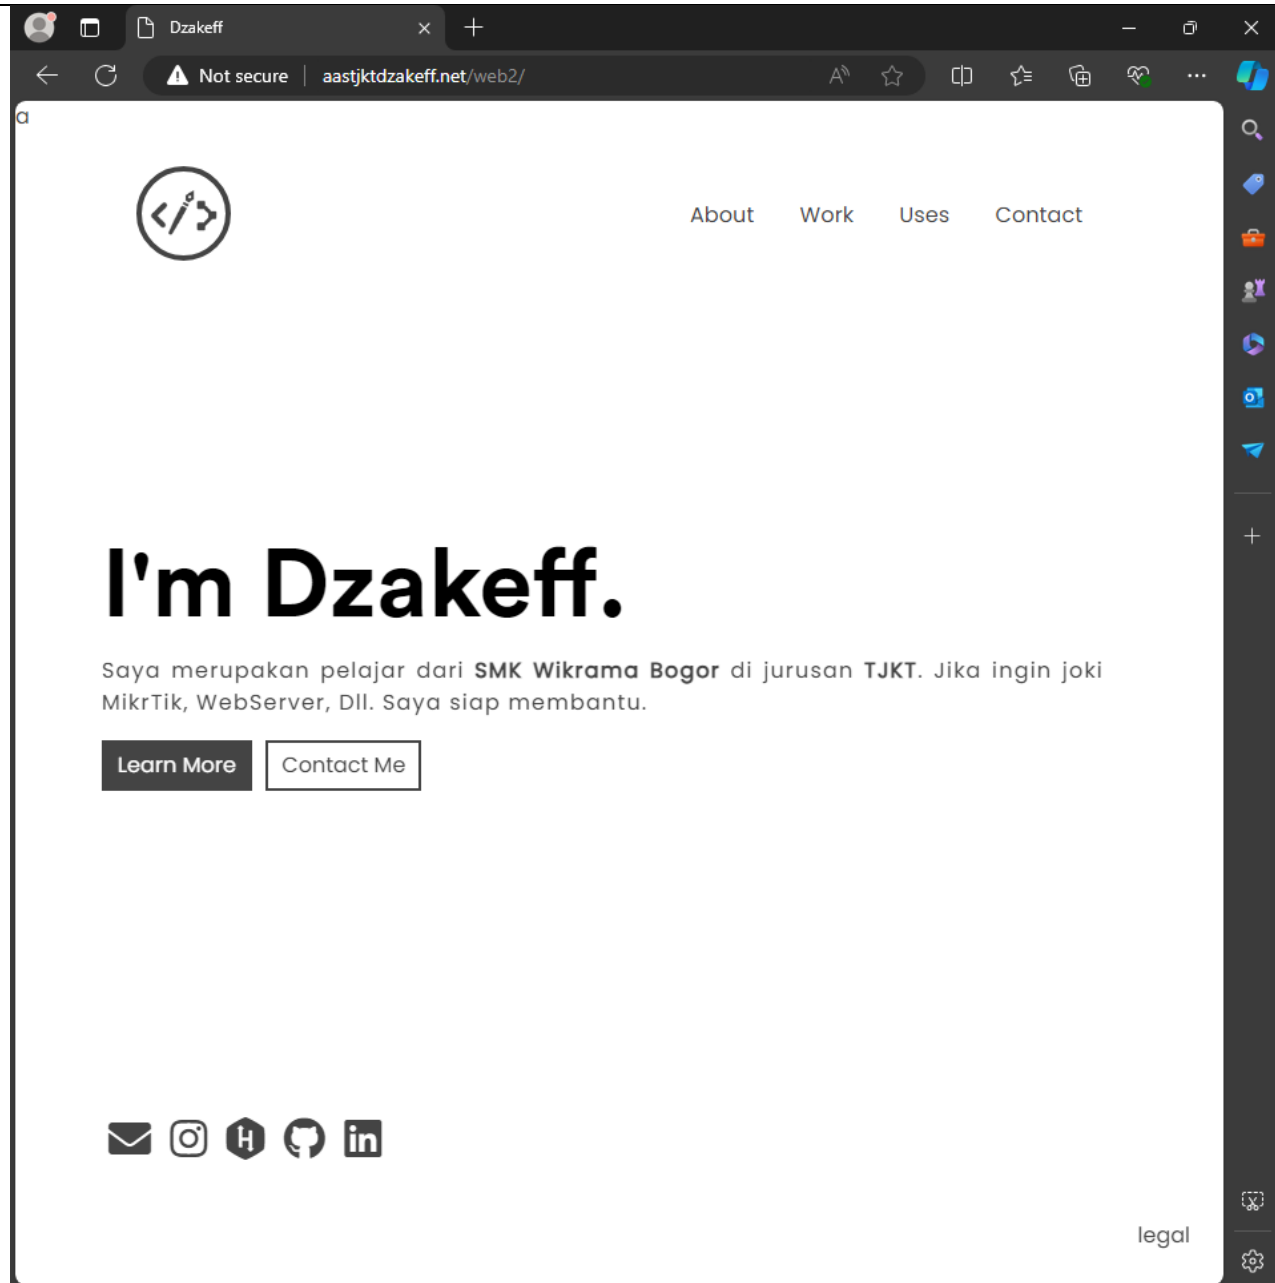 Dzakeff
Not secure aastjktdzakeff.net/web2/
a
About Work Uses Contact
I'm Dzakeff.
Saya merupakan pelajar dari SMK Wikrama Bogor di jurusan TJKT. Jika ingin joki
MikrTik, WebServer, Dll. Saya siap membantu.
Learn More Contact Me
legal